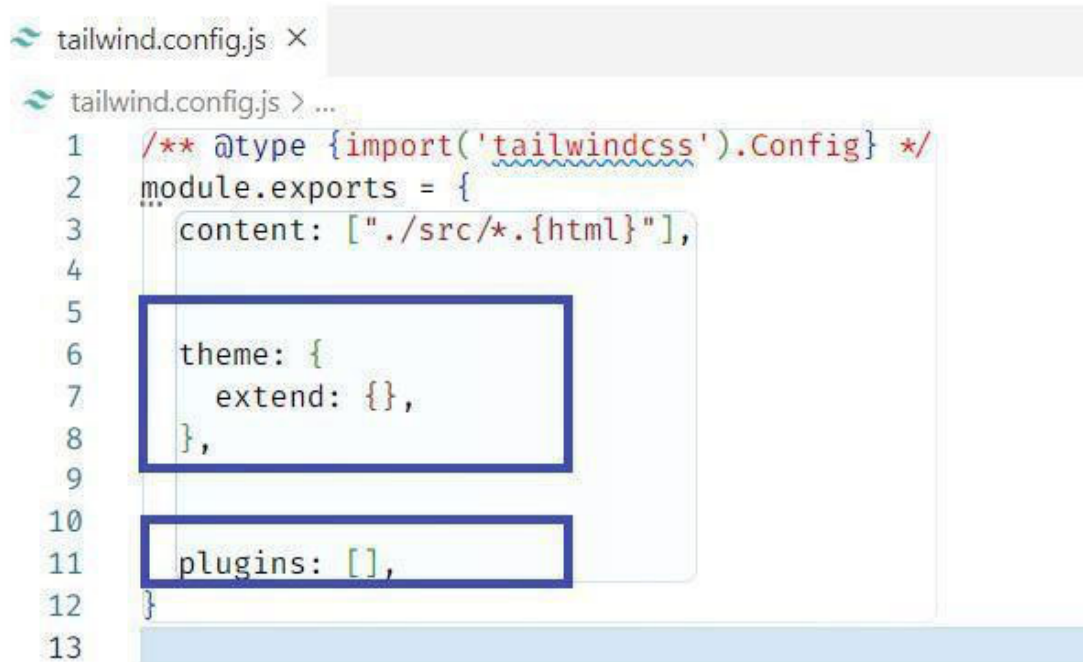 tailwind.config.js ×
tailwind.config.js > ...
1 /** @type {import('tailwindcss').Config} */
2 module.exports = {
3   content: ["./src/*.{html}"],
4
5
6   theme: {
7     extend: {},
8   },
9
10
11   plugins: [],
12 }
13